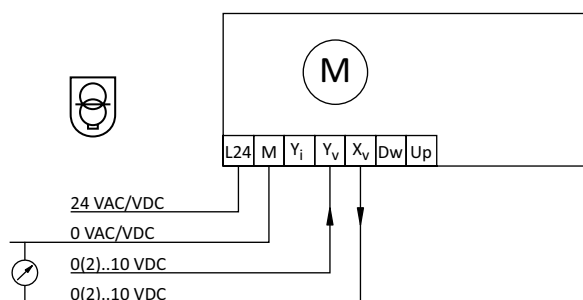 M
L24 M Yi Yv Xv Dw Up
24 VAC/VDC
0 VAC/VDC
0(2)..10 VDC
0(2)..10 VDC